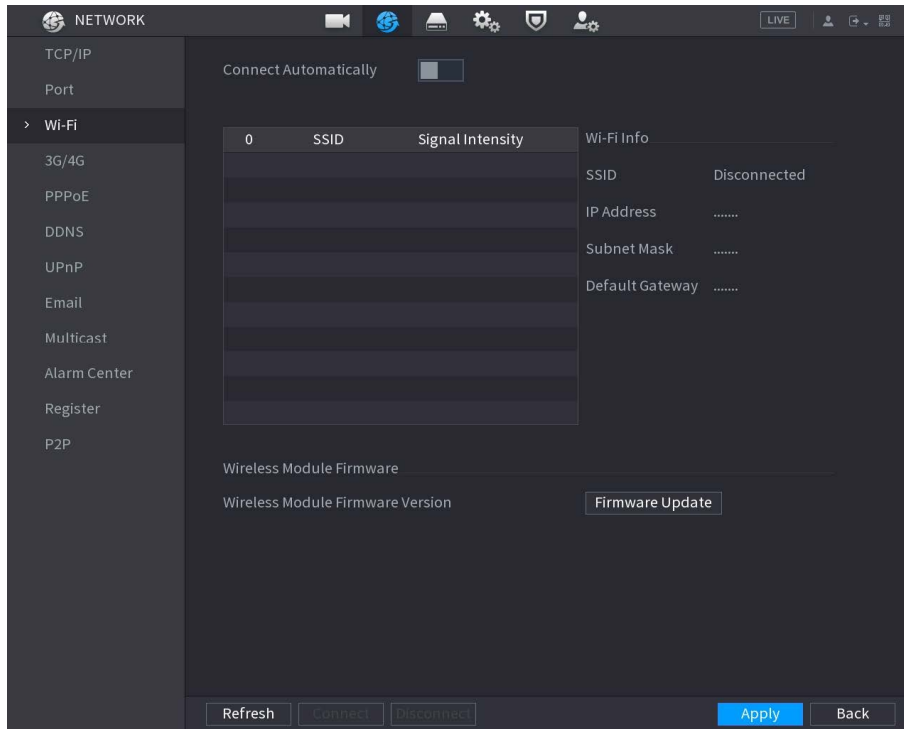 NETWORK
LIVE
TCP/IP
Port
> Wi-Fi
3G/4G
PPPoE
DDNS
UPnP
Email
Multicast
Alarm Center
Register
P2P
Connect Automatically
0 SSID Signal Intensity
Wi-Fi Info
SSID Disconnected
IP Address .......
Subnet Mask .......
Default Gateway .......
Wireless Module Firmware
Wireless Module Firmware Version Firmware Update
Refresh Connect Disconnect Apply Back